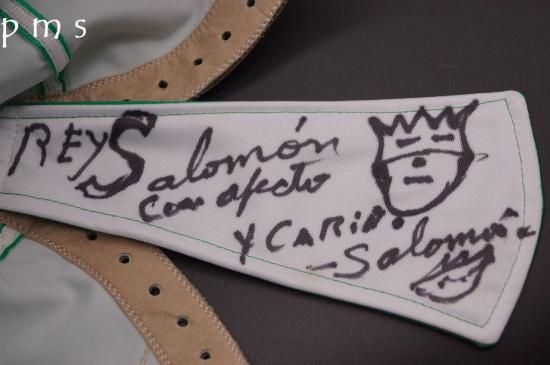 p m s
REY Salomón
con afecto
y CARiño
Salomón